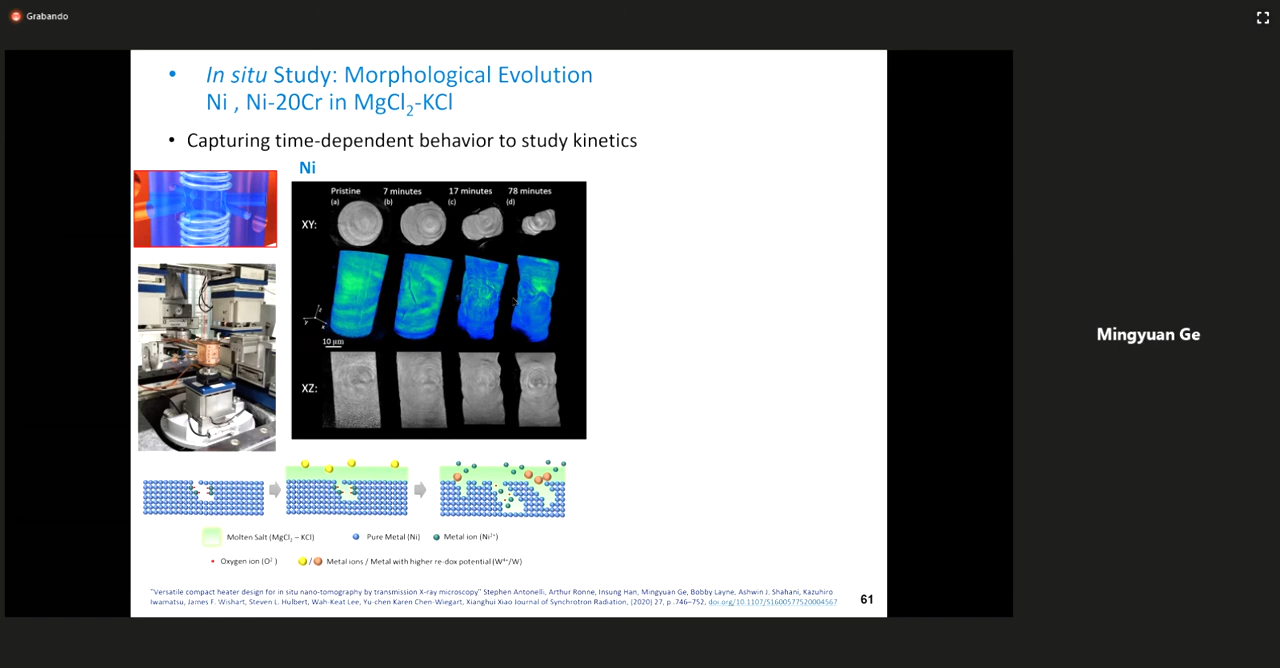 Grabando
• In situ Study: Morphological Evolution
Ni , Ni-20Cr in MgCl2-KCl
• Capturing time-dependent behavior to study kinetics
Ni
Pristine 7 minutes 17 minutes 78 minutes
(a) (b) (c) (d)
XY:
z
y x
10 μm
XZ:
Mingyuan Ge
Molten Salt (MgCl2 – KCl) Pure Metal (Ni) Metal ion (Ni2+)
Oxygen ion (O2-) / Metal ions / Metal with higher re-dox potential (W4+/W)
"Versatile compact heater design for in situ nano-tomography by transmission X-ray microscopy" Stephen Antonelli, Arthur Ronne, Insung Han, Mingyuan Ge, Bobby Layne, Ashwin J. Shahani, Kazuhiro
Iwamatsu, James F. Wishart, Steven L. Hulbert, Wah-Keat Lee, Yu-chen Karen Chen-Wiegart, Xianghui Xiao Journal of Synchrotron Radiation, (2020) 27, p .746–752, doi.org/10.1107/S1600577520004567
61